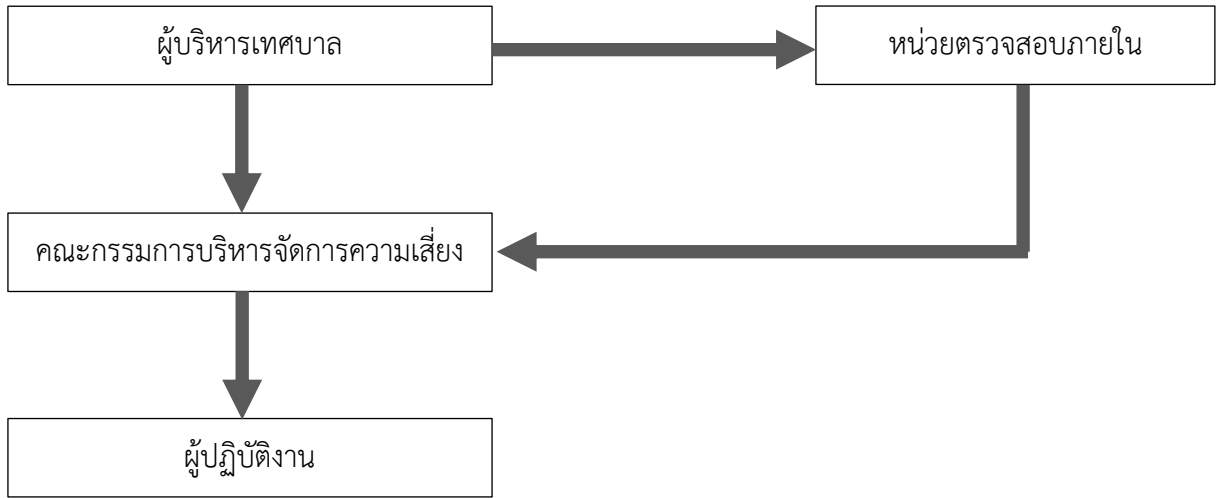 ผู้บริหารเทศบาล
หน่วยตรวจสอบภายใน
คณะกรรมการบริหารจัดการความเสี่ยง
ผู้ปฏิบัติงาน